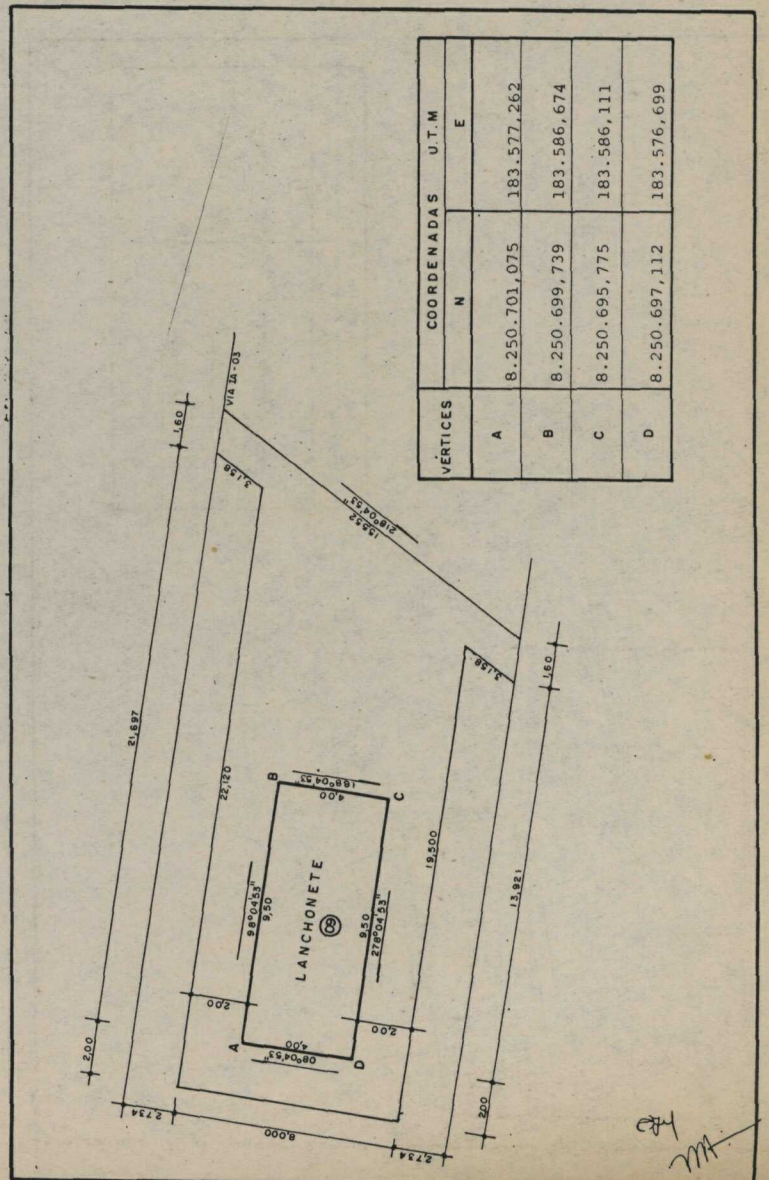 COORDENADAS U.T.M
VÉRTICES N E
A 8.250.701,075 183.577,262
B 8.250.699,739 183.586,674
C 8.250.695,775 183.586,111
D 8.250.697,112 183.576,699
2,00
21,697
1,60
VIA IA-03
3,158
22,120
218°04'53"
15552
2,00
98°04'53"
9,50
A
B
LANCHONETE
09
168°04'53"
4,00
08°04'53"
4,00
D
C
9,50
278°04'53"
2,00
19,500
3,158
2,734
8,000
2,734
2,00
13,921
1,60